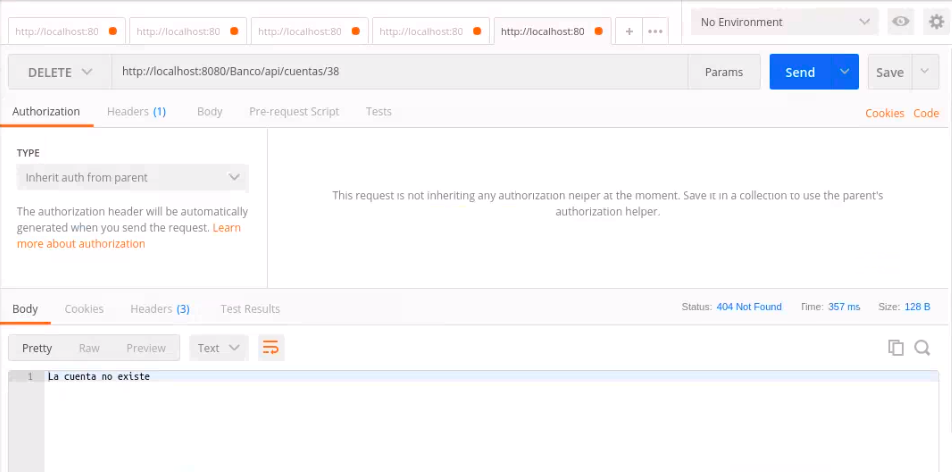 http://localhost:80 http://localhost:80 http://localhost:80 http://localhost:80 http://localhost:80 + ••• No Environment
DELETE http://localhost:8080/Banco/api/cuentas/38 Params Send Save
Authorization Headers (1) Body Pre-request Script Tests Cookies Code
TYPE
Inherit auth from parent
The authorization header will be automatically
generated when you send the request. Learn
more about authorization
This request is not inheriting any authorization helper at the moment. Save it in a collection to use the parent's
authorization helper.
Body Cookies Headers (3) Test Results Status: 404 Not Found Time: 357 ms Size: 128 B
Pretty Raw Preview Text
1 La cuenta no existe